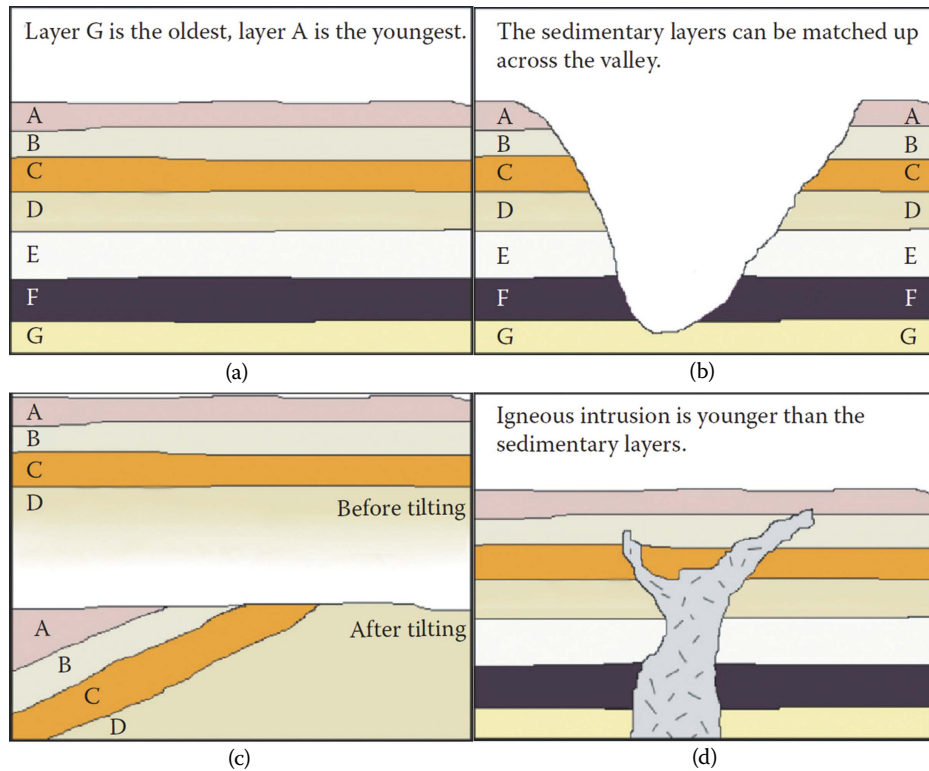 Layer G is the oldest, layer A is the youngest.
A
B
C
D
E
F
G
(a)
The sedimentary layers can be matched up
across the valley.
A A
B B
C C
D D
E E
F F
G G
(b)
A
B
C
D Before tilting
A After tilting
B
C
D
(c)
Igneous intrusion is younger than the
sedimentary layers.
(d)